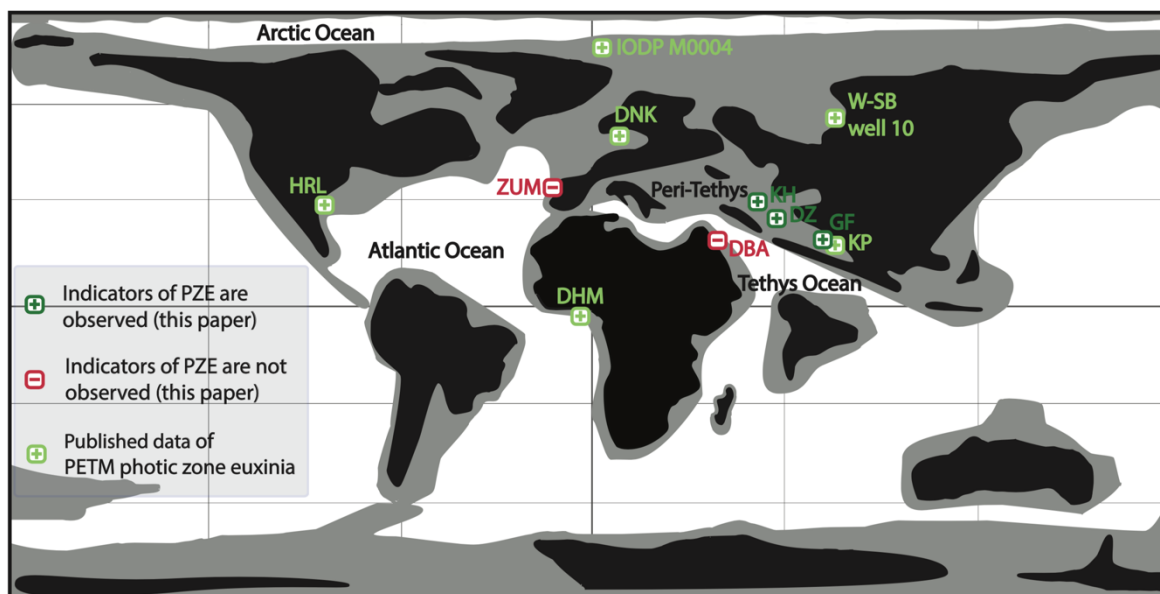 Arctic Ocean
IODP M0004
W-SB
well 10
DNK
HRL
ZUM
Peri-Tethys
KH
DZ
GF
KP
DBA
Atlantic Ocean
Tethys Ocean
DHM
Indicators of PZE are
observed (this paper)
Indicators of PZE are not
observed (this paper)
Published data of
PETM photic zone euxinia